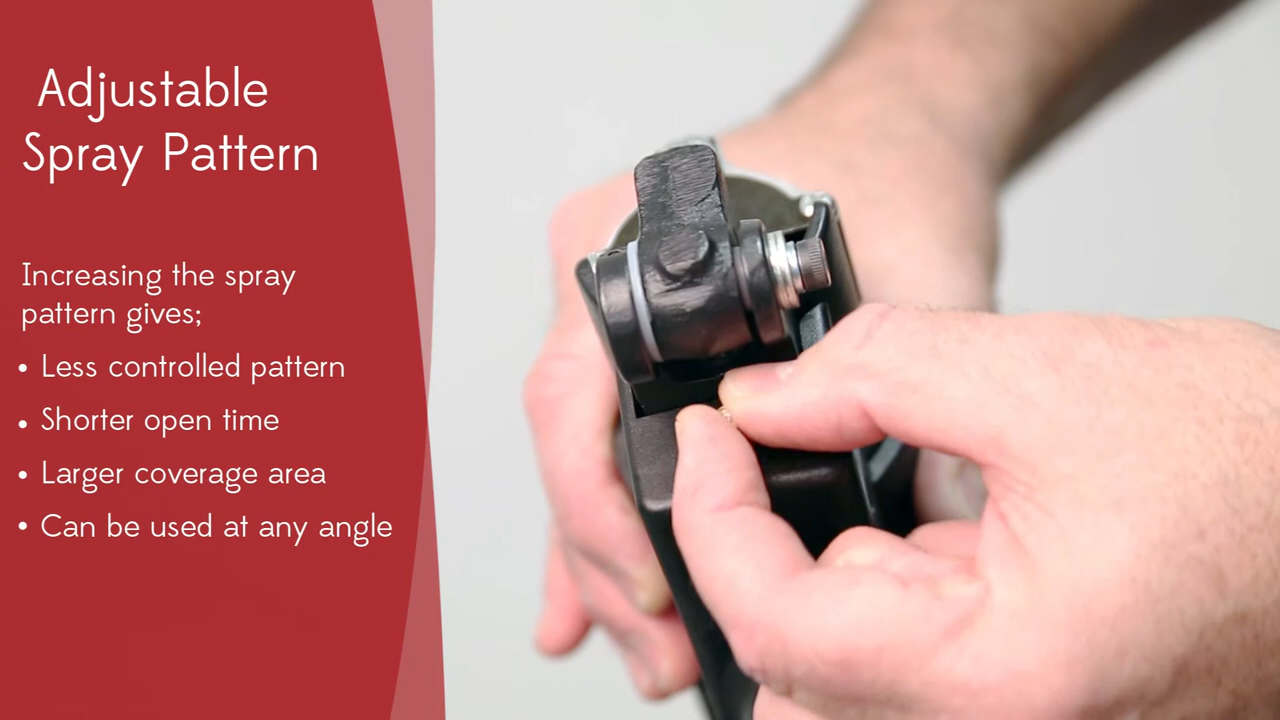 Adjustable
Spray Pattern
Increasing the spray
pattern gives;
• Less controlled pattern
• Shorter open time
• Larger coverage area
• Can be used at any angle